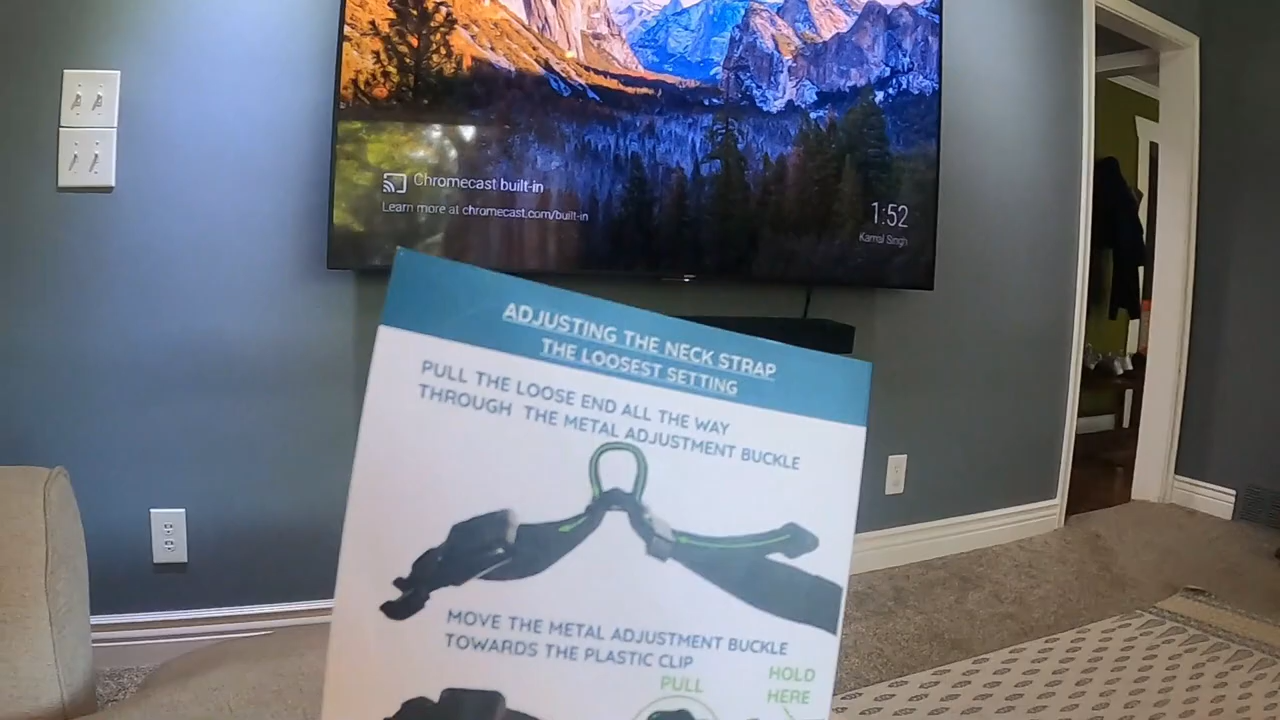 Chromecast built-in
Learn more at chromecast.com/built-in
1:52
Kamal Singh
ADJUSTING THE NECK STRAP
THE LOOSEST SETTING
PULL THE LOOSE END ALL THE WAY
THROUGH THE METAL ADJUSTMENT BUCKLE
MOVE THE METAL ADJUSTMENT BUCKLE
TOWARDS THE PLASTIC CLIP
PULL
HOLD
HERE